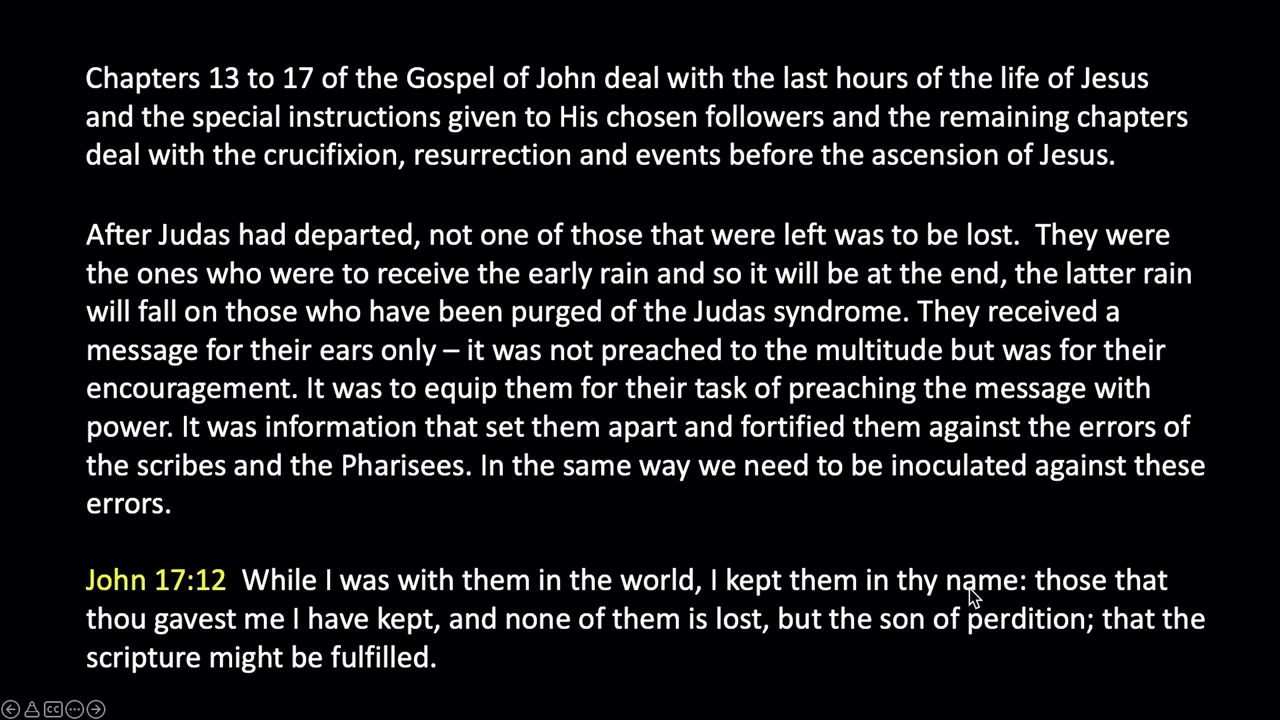 Chapters 13 to 17 of the Gospel of John deal with the last hours of the life of Jesus
and the special instructions given to His chosen followers and the remaining chapters
deal with the crucifixion, resurrection and events before the ascension of Jesus.
After Judas had departed, not one of those that were left was to be lost.  They were
the ones who were to receive the early rain and so it will be at the end, the latter rain
will fall on those who have been purged of the Judas syndrome. They received a
message for their ears only – it was not preached to the multitude but was for their
encouragement. It was to equip them for their task of preaching the message with
power. It was information that set them apart and fortified them against the errors of
the scribes and the Pharisees. In the same way we need to be inoculated against these
errors.
John 17:12  While I was with them in the world, I kept them in thy name: those that
thou gavest me I have kept, and none of them is lost, but the son of perdition; that the
scripture might be fulfilled.
CC